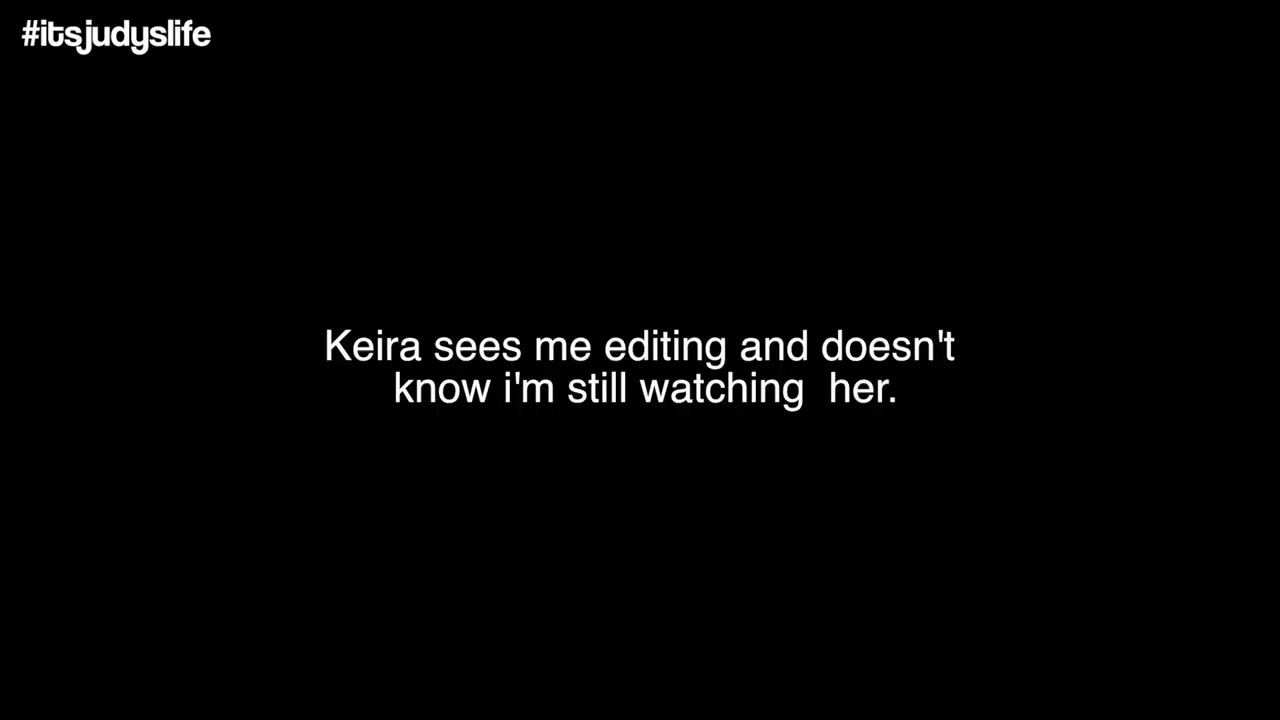 #itsjudyslife
Keira sees me editing and doesn't
know i'm still watching  her.